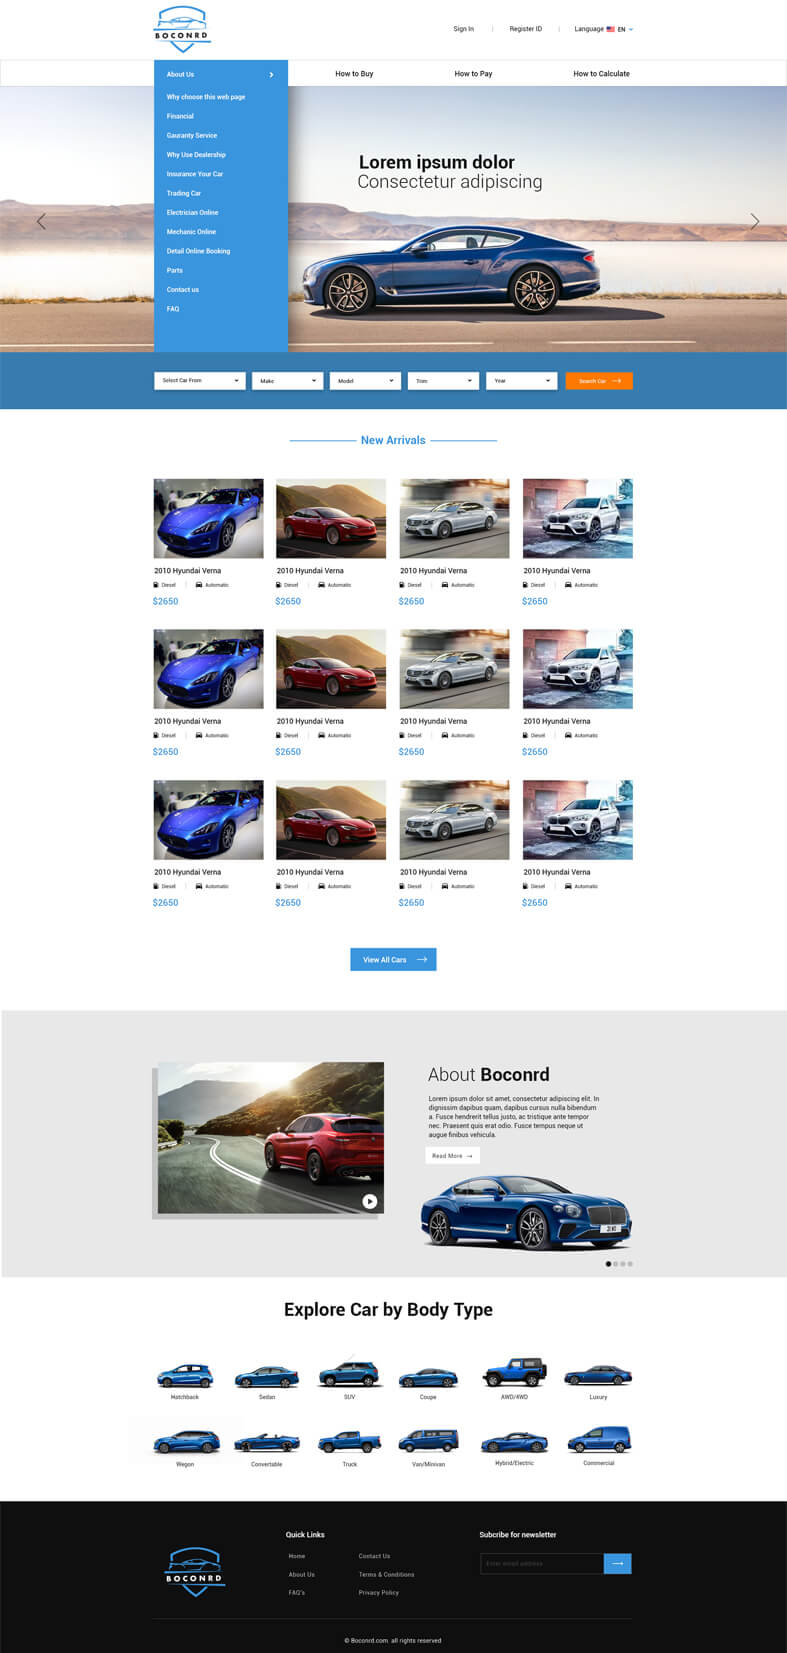 BOCONRD
Sign In | Register ID | Language EN
About Us
How to Buy
How to Pay
How to Calculate
Why choose this web page
Financial
Gauranty Service
Why Use Dealership
Insurance Your Car
Trading Car
Electrician Online
Mechanic Online
Detail Online Booking
Parts
Contact us
FAQ
Lorem ipsum dolor
Consectetur adipiscing
Select Car From
Make
Model
Trim
Year
Search Car
New Arrivals
2010 Hyundai Verna
Diesel | Automatic
$2650
2010 Hyundai Verna
Diesel | Automatic
$2650
2010 Hyundai Verna
Diesel | Automatic
$2650
2010 Hyundai Verna
Diesel | Automatic
$2650
2010 Hyundai Verna
Diesel | Automatic
$2650
2010 Hyundai Verna
Diesel | Automatic
$2650
2010 Hyundai Verna
Diesel | Automatic
$2650
2010 Hyundai Verna
Diesel | Automatic
$2650
2010 Hyundai Verna
Diesel | Automatic
$2650
2010 Hyundai Verna
Diesel | Automatic
$2650
2010 Hyundai Verna
Diesel | Automatic
$2650
2010 Hyundai Verna
Diesel | Automatic
$2650
View All Cars
About Boconrd
Lorem ipsum dolor sit amet, consectetur adipiscing elit. In
dignissim dapibus quam, dapibus cursus nulla bibendum
a. Fusce hendrerit tellus justo, ac tristique ante tempor
nec. Praesent quis erat odio. Fusce tempus neque ut
augue finibus vehicula.
Read More
Explore Car by Body Type
Hatchback
Sedan
SUV
Coupe
AWD/4WD
Luxury
Wegon
Convertable
Truck
Van/Minivan
Hybrid/Electric
Commercial
BOCONRD
Quick Links
Home
Contact Us
About Us
Terms & Conditions
FAQ's
Privacy Policy
Subcribe for newsletter
Enter email address
© Boconrd.com. all rights reserved